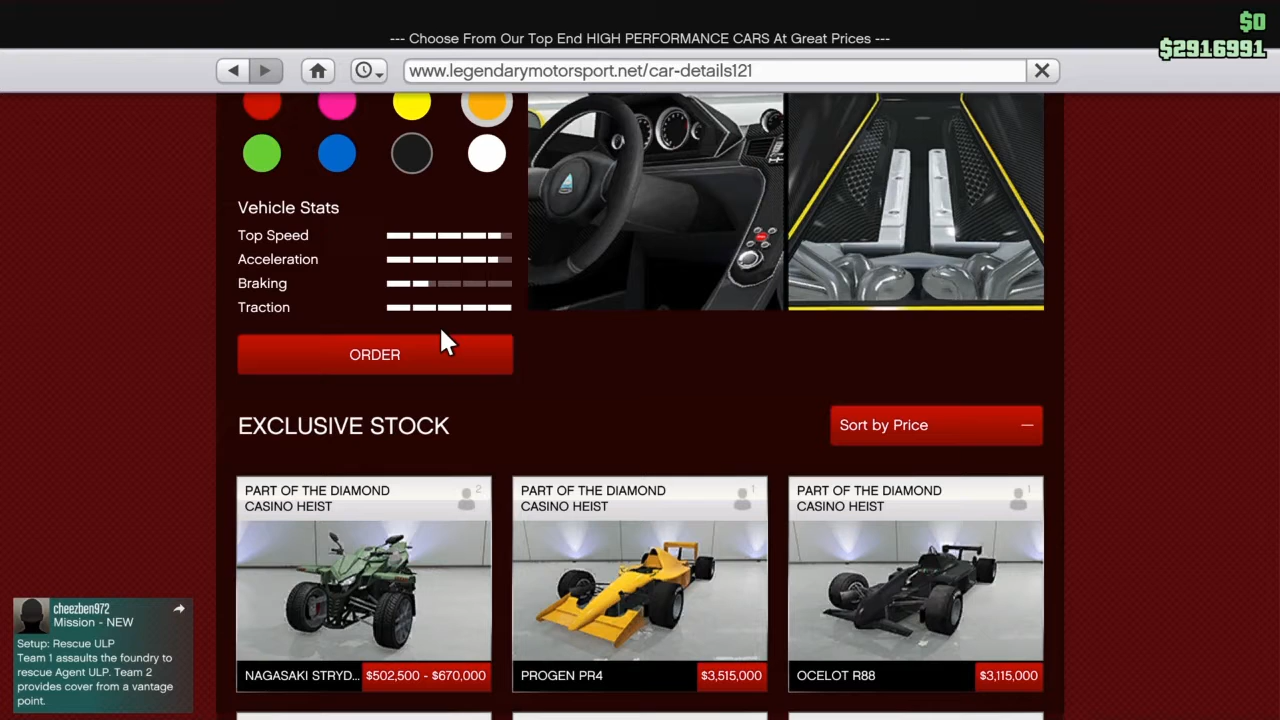 $0
--- Choose From Our Top End HIGH PERFORMANCE CARS At Great Prices ---
$2916991
www.legendarymotorsport.net/car-details121
Vehicle Stats
Top Speed
Acceleration
Braking
Traction
ORDER
EXCLUSIVE STOCK
Sort by Price
PART OF THE DIAMOND
CASINO HEIST
2
PART OF THE DIAMOND
CASINO HEIST
1
PART OF THE DIAMOND
CASINO HEIST
1
NAGASAKI STRYD... $502,500 - $670,000
PROGEN PR4 $3,515,000
OCELOT R88 $3,115,000
cheezben972
Mission - NEW
Setup: Rescue ULP
Team 1 assaults the foundry to
rescue Agent ULP. Team 2
provides cover from a vantage
point.